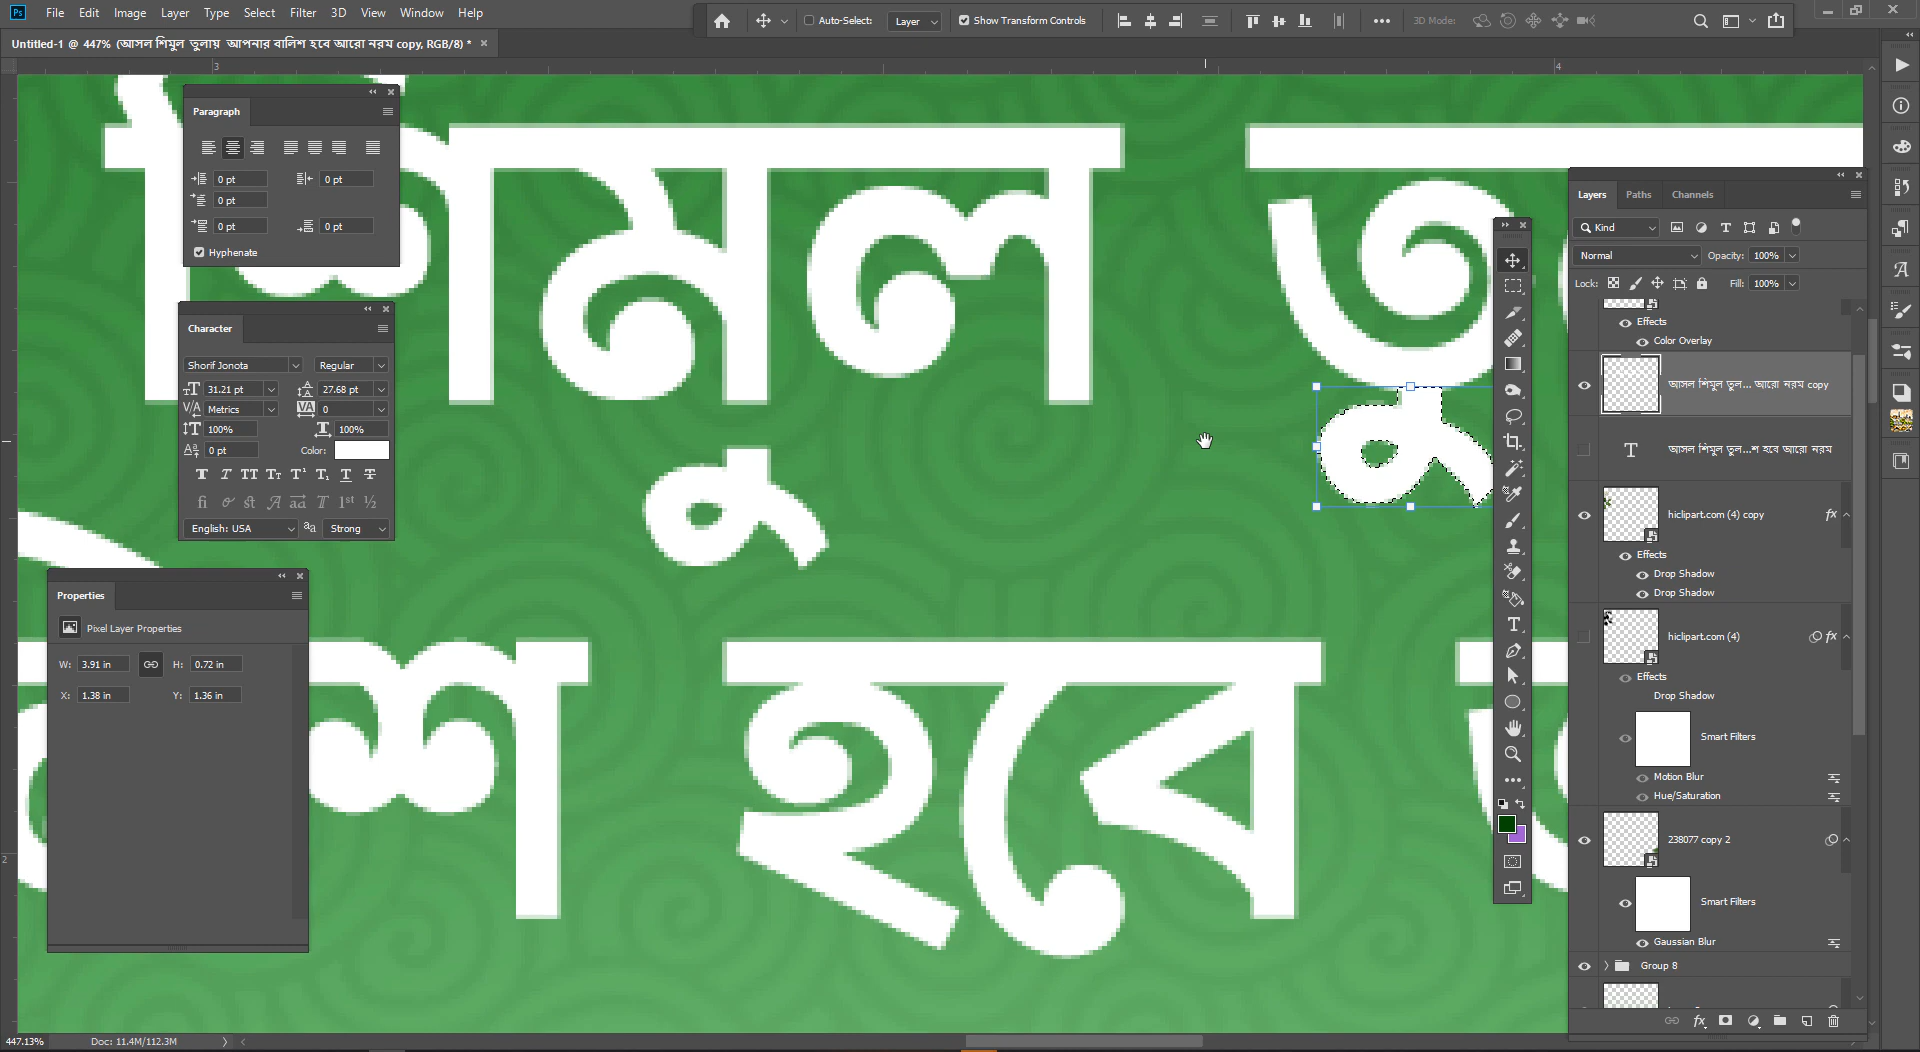 File Edit Image Layer Type Select Filter 3D View Window Help
Auto-Select: Layer Show Transform Controls 3D Mode:
Untitled-1 @ 447% (আসল শিমুল তুলায় আপনার বালিশ হবে আরো নরম copy, RGB/8) *
3 4
Paragraph
0 pt 0 pt
0 pt
0 pt 0 pt
Hyphenate
Character
Shorif Jonota Regular
31.21 pt 27.68 pt
Metrics 0
100% 100%
0 pt Color:
English: USA Strong
Properties
Pixel Layer Properties
W: 3.91 in H: 0.72 in
X: 1.38 in Y: 1.36 in
হবে
Layers Paths Channels
Kind
Normal Opacity: 100%
Lock: Fill: 100%
Effects
Color Overlay
আসল শিমুল তুল... আরো নরম copy
আসল শিমুল তুল...শ হবে আরো নরম
hiclipart.com (4) copy fx
Effects
Drop Shadow
Drop Shadow
hiclipart.com (4) fx
Effects
Drop Shadow
Smart Filters
Motion Blur
Hue/Saturation
238077 copy 2
Smart Filters
Gaussian Blur
Group 8
2
447.13% Doc: 11.4M/112.3M